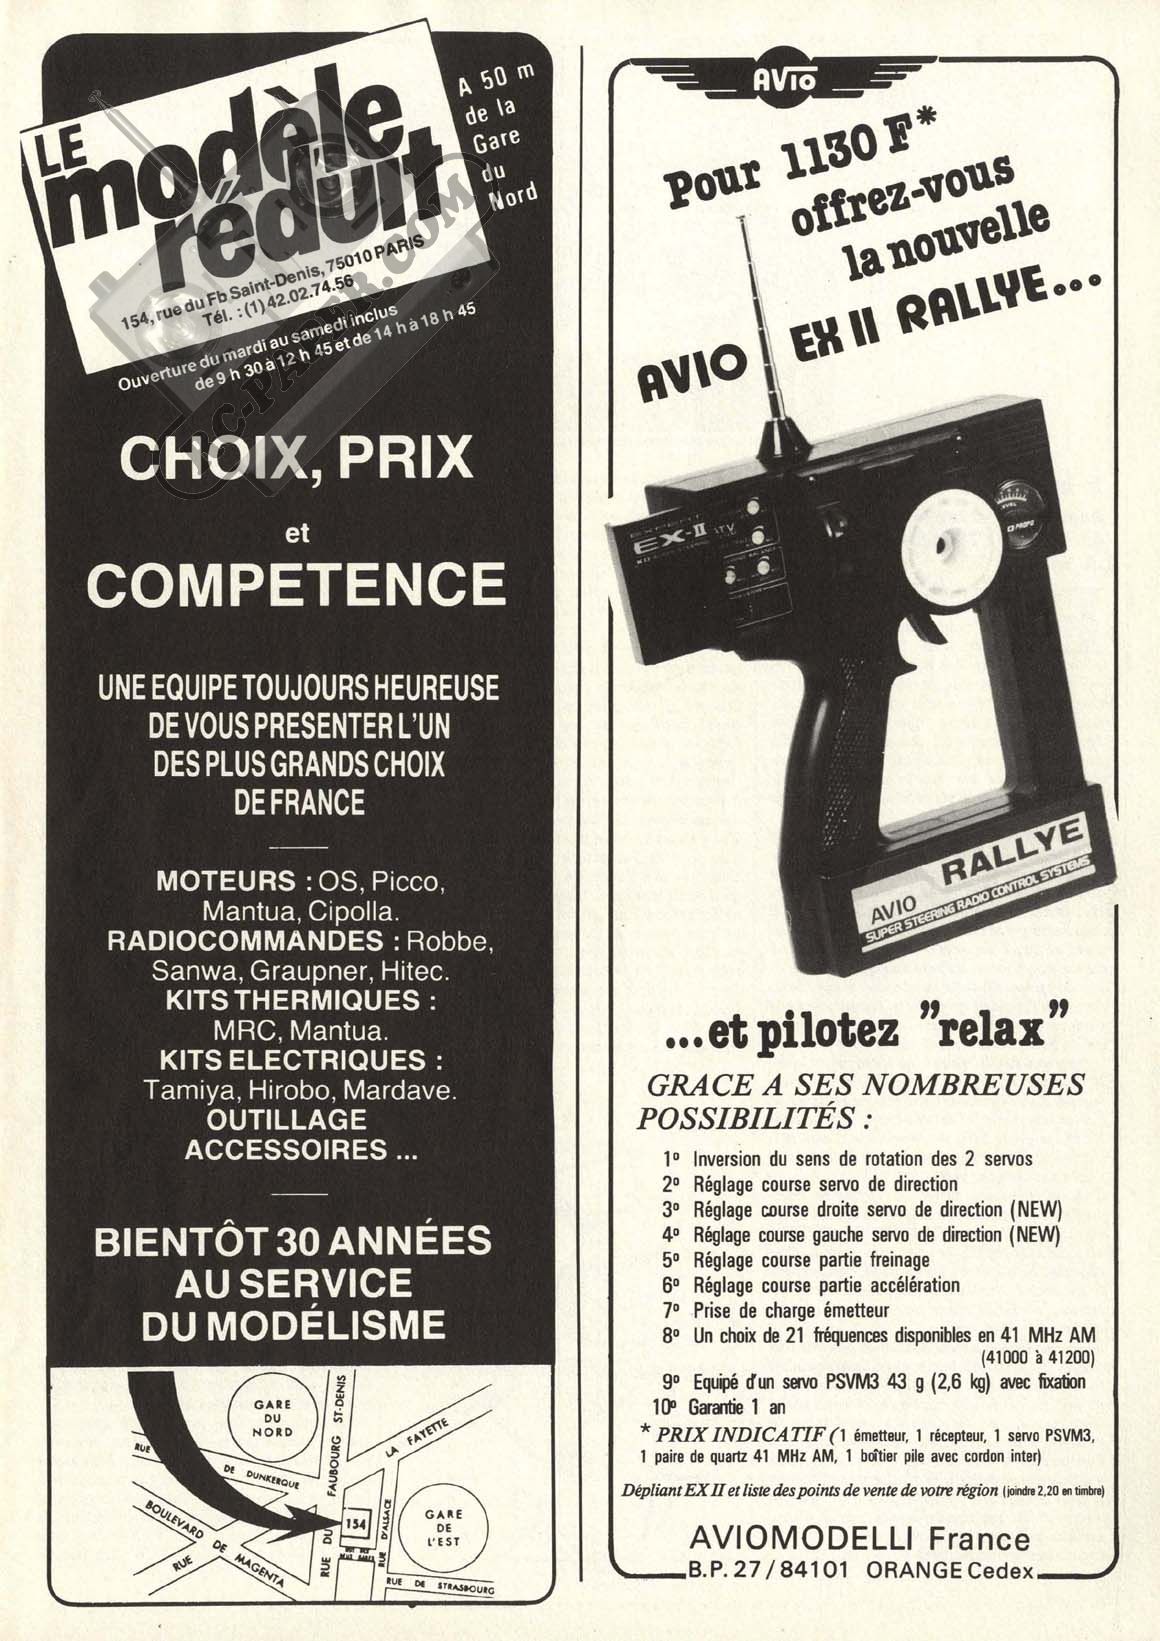 LE
modèle
réduit
A 50 m
de la
Gare
du
Nord
154, rue du Fb Saint-Denis, 75010 PARIS
Tél. : (1) 42.02.74.56
Ouverture du mardi au samedi inclus
de 9 h 30 à 12 h 45 et de 14 h à 18 h 45
RC-PAPER.COM
CHOIX, PRIX
et
COMPETENCE
UNE EQUIPE TOUJOURS HEUREUSE
DE VOUS PRESENTER L'UN
DES PLUS GRANDS CHOIX
DE FRANCE
MOTEURS : OS, Picco,
Mantua, Cipolla.
RADIOCOMMANDES : Robbe,
Sanwa, Graupner, Hitec.
KITS THERMIQUES :
MRC, Mantua.
KITS ELECTRIQUES :
Tamiya, Hirobo, Mardave.
OUTILLAGE
ACCESSOIRES ...
BIENTÔT 30 ANNÉES
AU SERVICE
DU MODÉLISME
GARE
DU
NORD
RUE DU FAUBOURG ST-DENIS
LA FAYETTE
RUE DE DUNKERQUE
BOULEVARD DE MAGENTA
RUE
154
RUE D'ALSACE
GARE
DE
L'EST
RUE DE STRASBOURG
AVIO
Pour 1130 F*
offrez-vous
la nouvelle
AVIO EX II RALLYE...
EXPERT
EX-II
ATV
KO PROPO
AVIO RALLYE
SUPER STEERING RADIO CONTROL SYSTEMS
...et pilotez "relax"
GRACE A SES NOMBREUSES
POSSIBILITÉS :
1º Inversion du sens de rotation des 2 servos
2º Réglage course servo de direction
3º Réglage course droite servo de direction (NEW)
4º Réglage course gauche servo de direction (NEW)
5º Réglage course partie freinage
6º Réglage course partie accélération
7º Prise de charge émetteur
8º Un choix de 21 fréquences disponibles en 41 MHz AM
(41000 à 41200)
9º Equipé d'un servo PSVM3 43 g (2,6 kg) avec fixation
10º Garantie 1 an
* PRIX INDICATIF (1 émetteur, 1 récepteur, 1 servo PSVM3,
1 paire de quartz 41 MHz AM, 1 boîtier pile avec cordon inter)
Dépliant EX II et liste des points de vente de votre région (joindre 2,20 en timbre)
AVIOMODELLI France
B.P. 27 / 84101 ORANGE Cedex